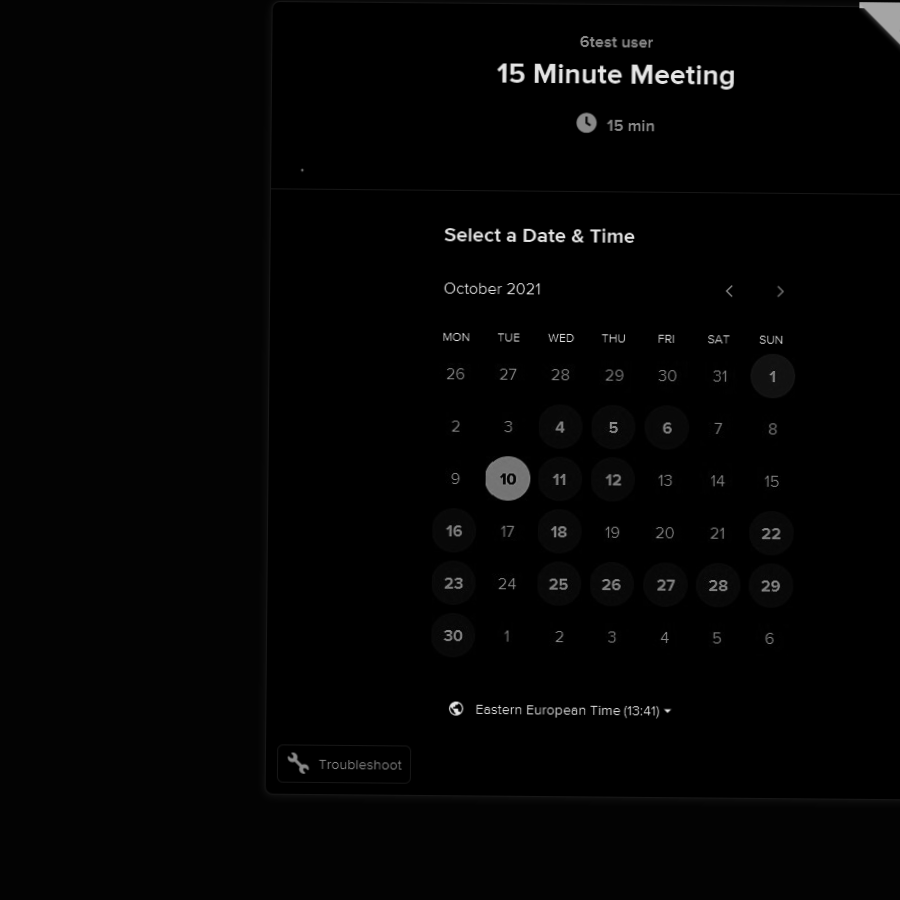 6test user
15 Minute Meeting
15 min
Select a Date & Time
October 2021
MON TUE WED THU FRI SAT SUN
26 27 28 29 30 31 1
2 3 4 5 6 7 8
9 10 11 12 13 14 15
16 17 18 19 20 21 22
23 24 25 26 27 28 29
30 1 2 3 4 5 6
Eastern European Time (13:41)
Troubleshoot